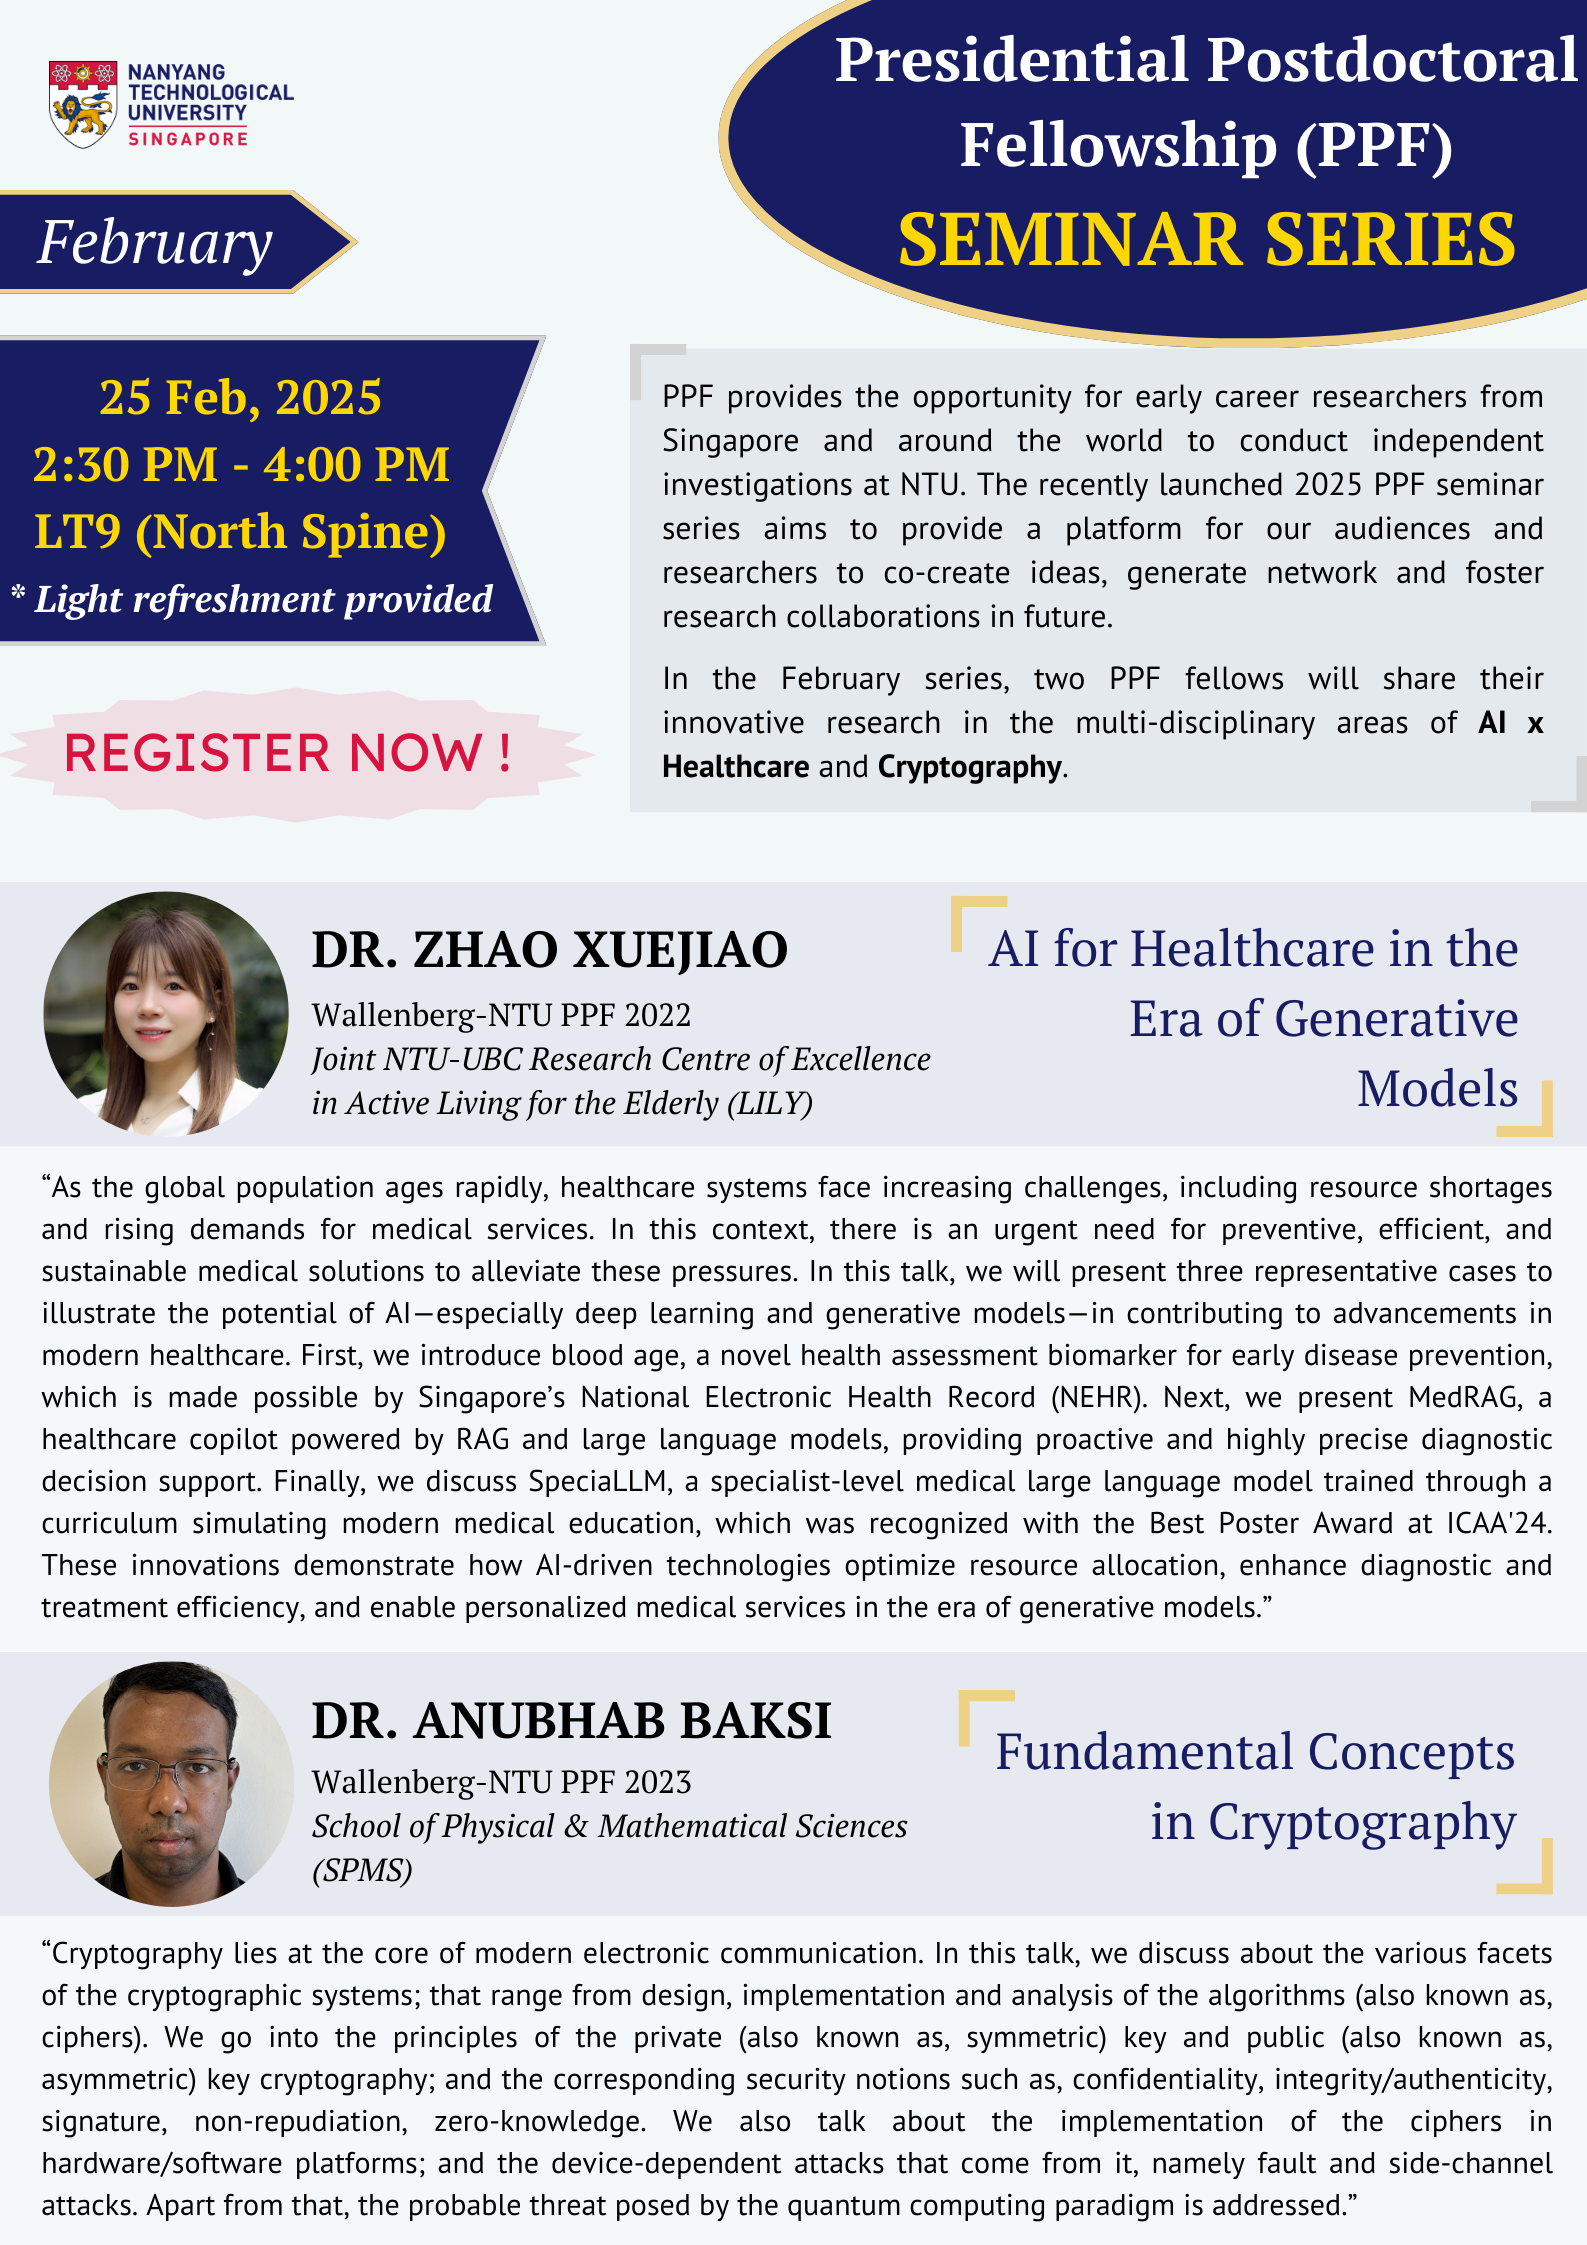 NANYANG
TECHNOLOGICAL
UNIVERSITY
SINGAPORE
Presidential Postdoctoral
Fellowship (PPF)
SEMINAR SERIES
February
25 Feb, 2025
2:30 PM - 4:00 PM
LT9 (North Spine)
* Light refreshment provided
REGISTER NOW !
PPF provides the opportunity for early career researchers from
Singapore and around the world to conduct independent
investigations at NTU. The recently launched 2025 PPF seminar
series aims to provide a platform for our audiences and
researchers to co-create ideas, generate network and foster
research collaborations in future.
In the February series, two PPF fellows will share their
innovative research in the multi-disciplinary areas of AI x
Healthcare and Cryptography.
DR. ZHAO XUEJIAO
Wallenberg-NTU PPF 2022
Joint NTU-UBC Research Centre of Excellence
in Active Living for the Elderly (LILY)
AI for Healthcare in the
Era of Generative
Models
“As the global population ages rapidly, healthcare systems face increasing challenges, including resource shortages
and rising demands for medical services. In this context, there is an urgent need for preventive, efficient, and
sustainable medical solutions to alleviate these pressures. In this talk, we will present three representative cases to
illustrate the potential of AI—especially deep learning and generative models—in contributing to advancements in
modern healthcare. First, we introduce blood age, a novel health assessment biomarker for early disease prevention,
which is made possible by Singapore’s National Electronic Health Record (NEHR). Next, we present MedRAG, a
healthcare copilot powered by RAG and large language models, providing proactive and highly precise diagnostic
decision support. Finally, we discuss SpeciaLLM, a specialist-level medical large language model trained through a
curriculum simulating modern medical education, which was recognized with the Best Poster Award at ICAA'24.
These innovations demonstrate how AI-driven technologies optimize resource allocation, enhance diagnostic and
treatment efficiency, and enable personalized medical services in the era of generative models.”
DR. ANUBHAB BAKSI
Wallenberg-NTU PPF 2023
School of Physical & Mathematical Sciences
(SPMS)
Fundamental Concepts
in Cryptography
“Cryptography lies at the core of modern electronic communication. In this talk, we discuss about the various facets
of the cryptographic systems; that range from design, implementation and analysis of the algorithms (also known as,
ciphers). We go into the principles of the private (also known as, symmetric) key and public (also known as,
asymmetric) key cryptography; and the corresponding security notions such as, confidentiality, integrity/authenticity,
signature, non-repudiation, zero-knowledge. We also talk about the implementation of the ciphers in
hardware/software platforms; and the device-dependent attacks that come from it, namely fault and side-channel
attacks. Apart from that, the probable threat posed by the quantum computing paradigm is addressed.”